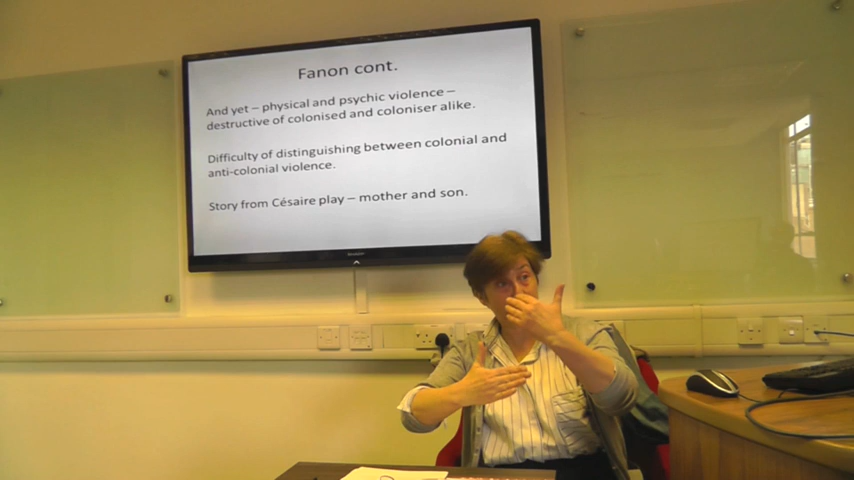 Fanon cont.
And yet – physical and psychic violence –
destructive of colonised and coloniser alike.
Difficulty of distinguishing between colonial and
anti-colonial violence.
Story from Césaire play – mother and son.